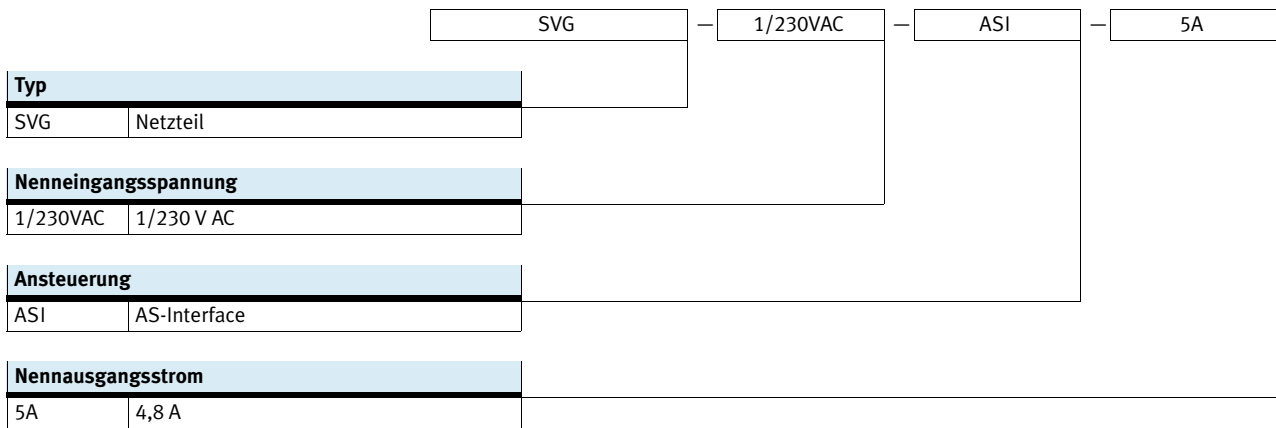 SVG — 1/230VAC — ASI — 5A
Typ
SVG Netzteil
Nenneingangsspannung
1/230VAC 1/230 V AC
Ansteuerung
ASI AS-Interface
Nennausgangsstrom
5A 4,8 A